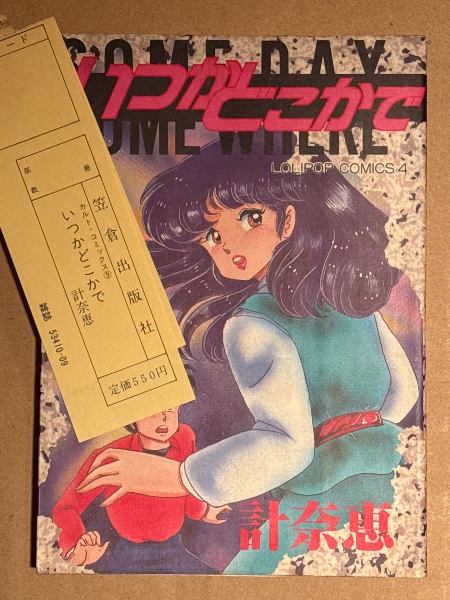 SOME DAY
いつかどこかで
SOME WHERE
LOLIPOP COMICS 4
計奈恵
ード
部数
冊
笠倉出版社
カルト・コミックス③
いつかどこかで
計奈恵
雑誌 53410-09
定価550円